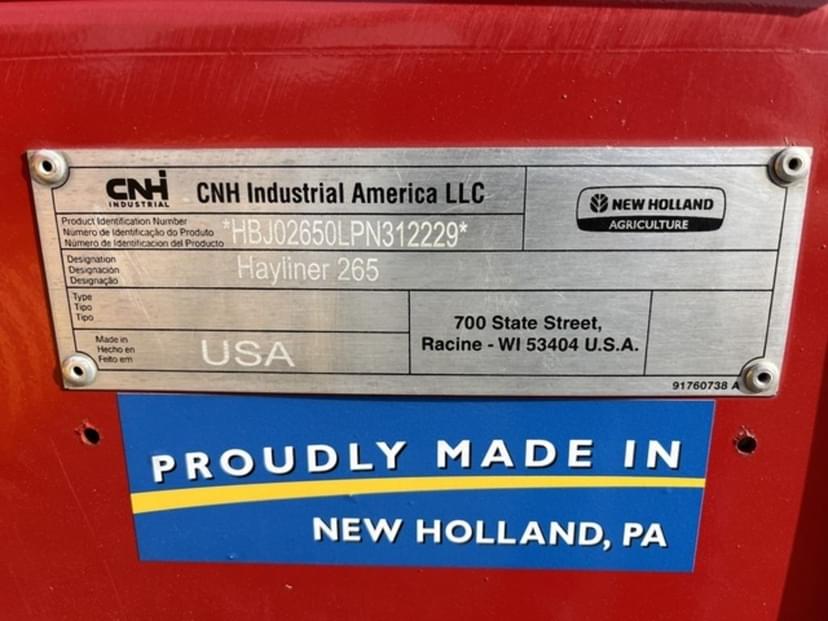 CNH INDUSTRIAL
CNH Industrial America LLC
NEW HOLLAND
AGRICULTURE
Product Identification Number
Número de Identificação do Produto
Número de Identificacion del Producto
*HBJ02650LPN312229*
Designation
Designación
Designação
Hayliner 265
Type
Tipo
Tipo
Made in
Hecho en
Feito em
USA
700 State Street,
Racine - WI 53404 U.S.A.
91760738 A
PROUDLY MADE IN
NEW HOLLAND, PA